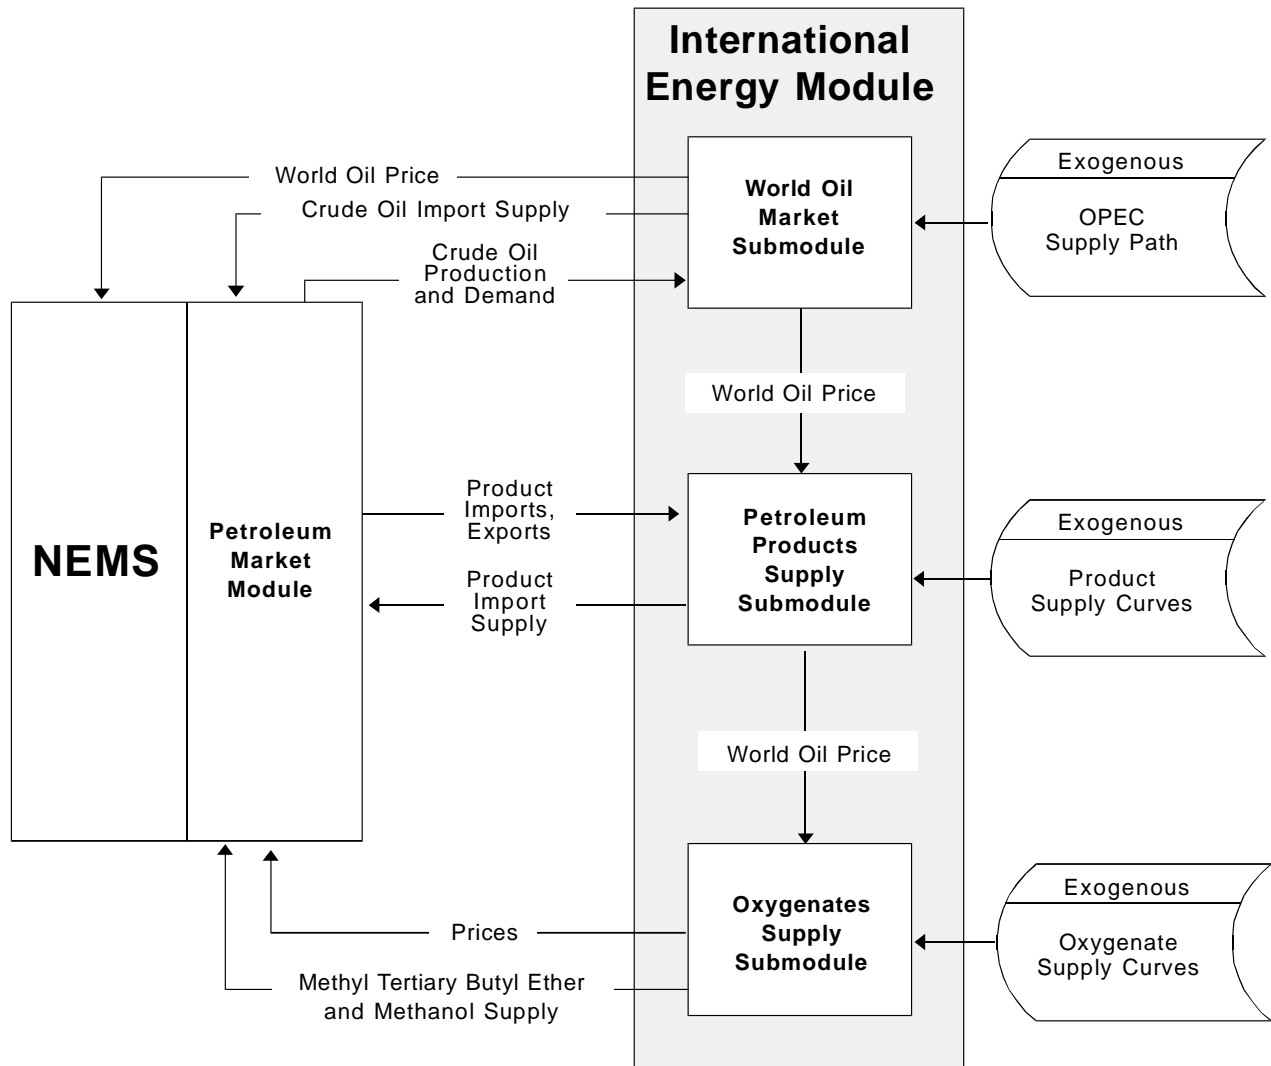 International
Energy Module
World Oil Price
Crude Oil Import Supply
Crude Oil
Production
and Demand
World Oil
Market
Submodule
Exogenous
OPEC
Supply Path
World Oil Price
NEMS
Petroleum
Market
Module
Product
Imports,
Exports
Product
Import
Supply
Petroleum
Products
Supply
Submodule
Exogenous
Product
Supply Curves
World Oil Price
Prices
Methyl Tertiary Butyl Ether
and Methanol Supply
Oxygenates
Supply
Submodule
Exogenous
Oxygenate
Supply Curves